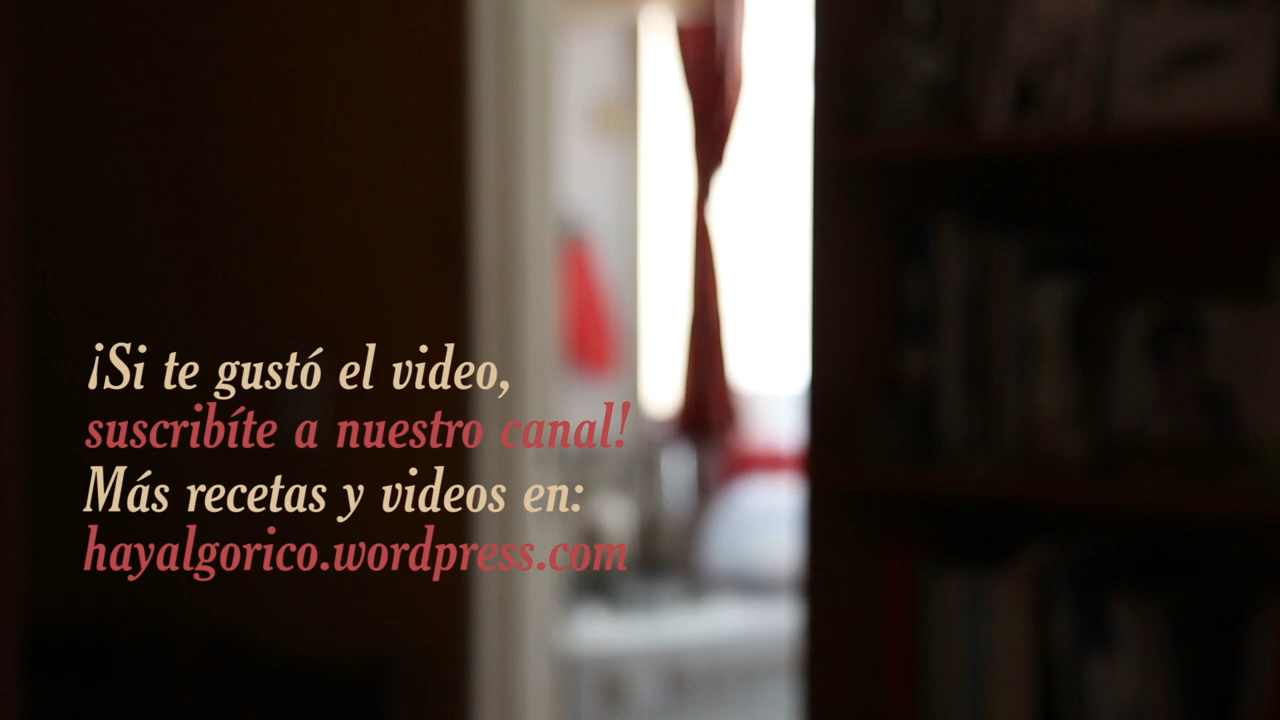 ¡Si te gustó el video,
suscribíte a nuestro canal!
Más recetas y videos en:
hayalgorico.wordpress.com